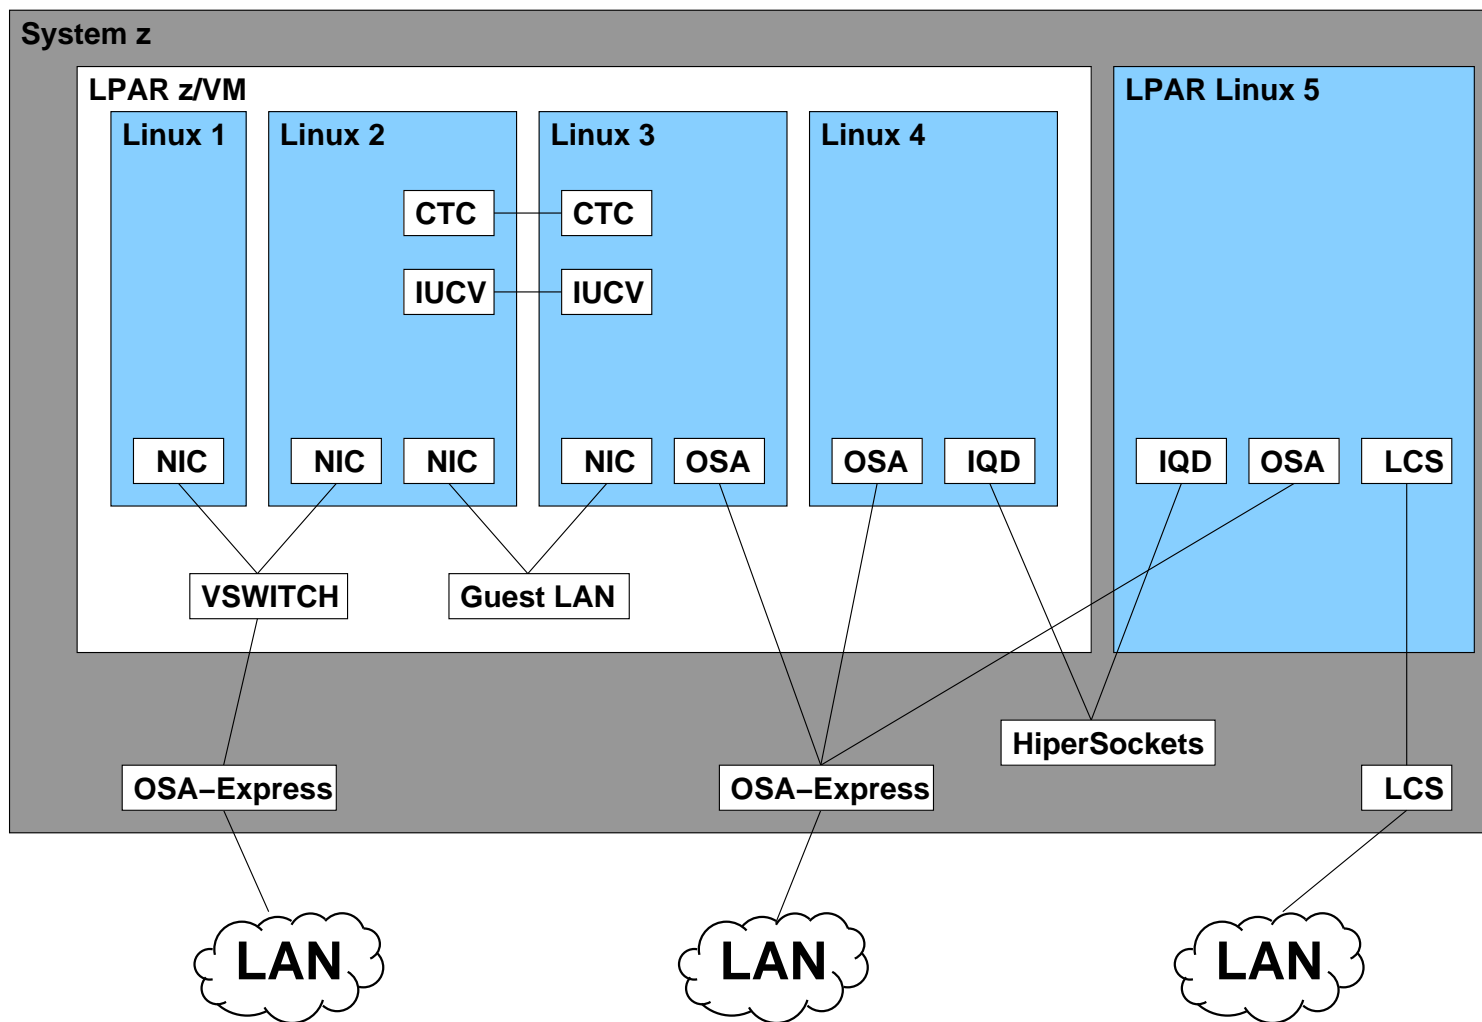 System z
LPAR z/VM
LPAR Linux 5
Linux 1
Linux 2
Linux 3
Linux 4
CTC
CTC
IUCV
IUCV
NIC
NIC
NIC
NIC
OSA
OSA
IQD
IQD
OSA
LCS
VSWITCH
Guest LAN
HiperSockets
OSA−Express
OSA−Express
LCS
LAN
LAN
LAN